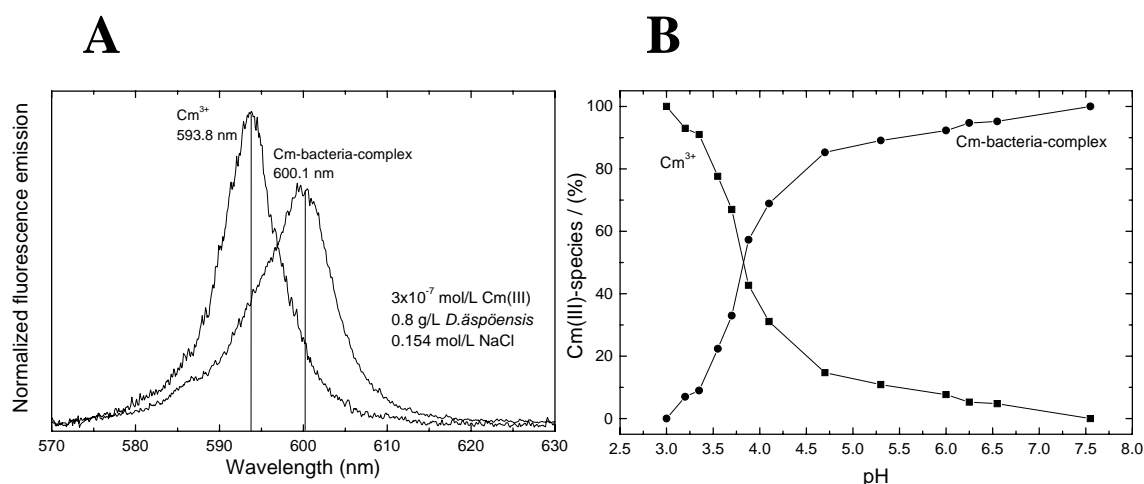 A
Cm³⁺
593.8 nm
Cm-bacteria-complex
600.1 nm
3x10⁻⁷ mol/L Cm(III)
0.8 g/L D.äspöensis
0.154 mol/L NaCl
Normalized fluorescence emission
570 580 590 600 610 620 630
Wavelength (nm)
B
100
80
60
40
20
0
Cm(III)-species / (%)
Cm³⁺
Cm-bacteria-complex
2.5 3.0 3.5 4.0 4.5 5.0 5.5 6.0 6.5 7.0 7.5 8.0
pH